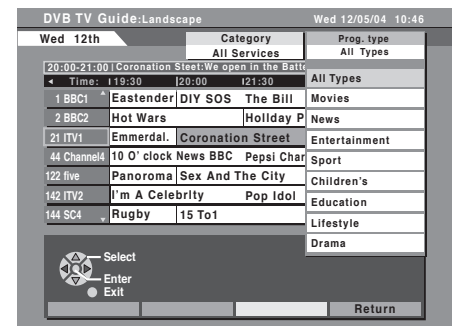 DVB TV Guide:Landscape Wed 12/05/04 10:46
Wed 12th Category Prog. type
All Services All Types
20:00-21:00 Coronation Steet:We open in the Batte
Time: 19:30 20:00 21:30 All Types
1 BBC1 Eastender DIY SOS The Bill Movies
2 BBC2 Hot Wars Hollday P News
21 ITV1 Emmerdal. Coronation Street Entertainment
44 Channel4 10 O' clock News BBC Pepsi Char Sport
122 five Panoroma Sex And The City Children's
142 ITV2 I'm A Celebrlty Pop Idol Education
144 SC4 Rugby 15 To1 Lifestyle
Drama
Select
Enter
Exit
Return